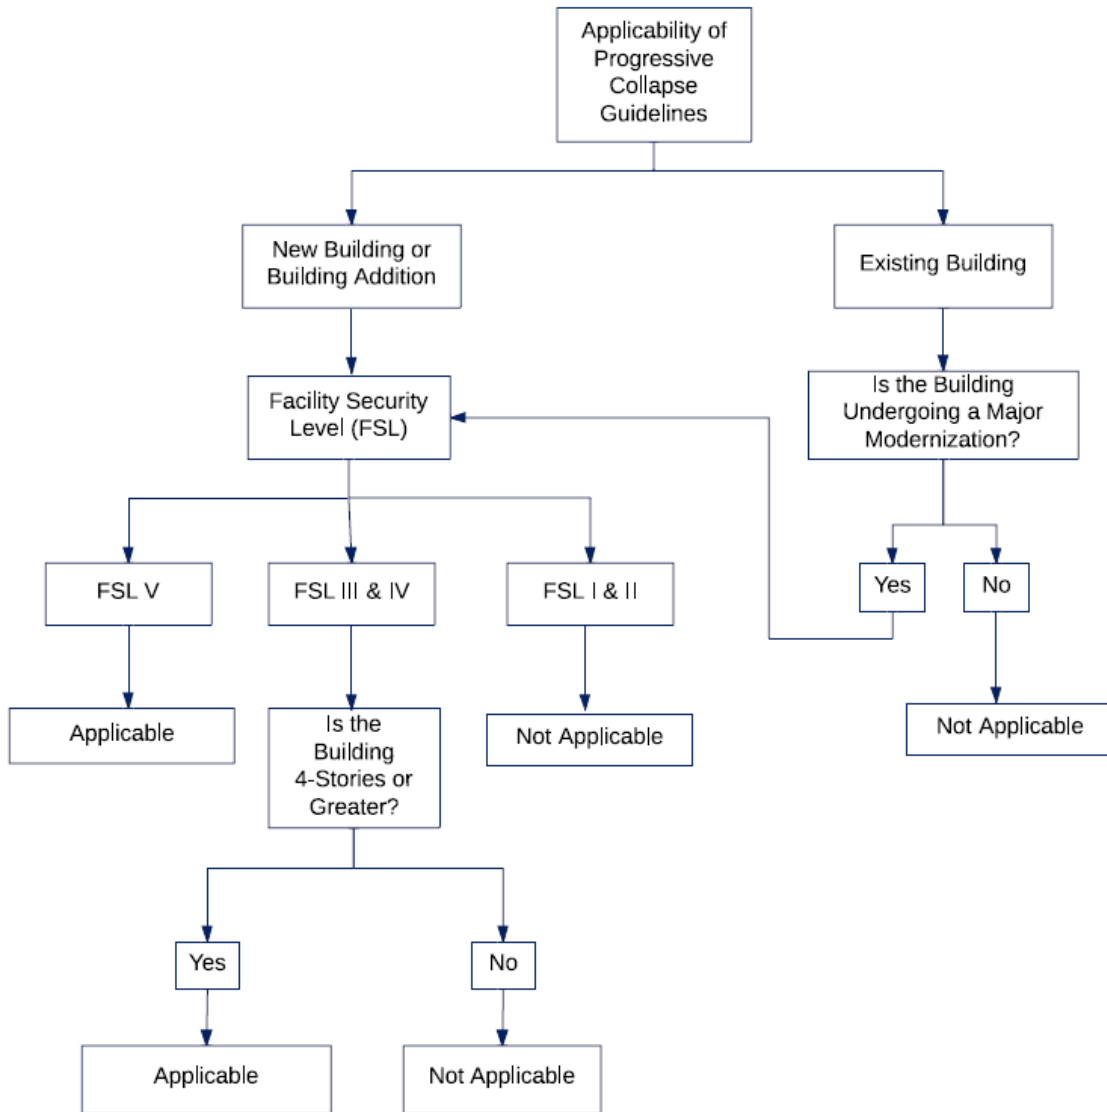 Applicability of
Progressive
Collapse
Guidelines
New Building or
Building Addition
Existing Building
Facility Security
Level (FSL)
Is the Building
Undergoing a Major
Modernization?
FSL V
FSL III & IV
FSL I & II
Yes
No
Applicable
Is the
Building
4-Stories or
Greater?
Not Applicable
Not Applicable
Yes
No
Applicable
Not Applicable